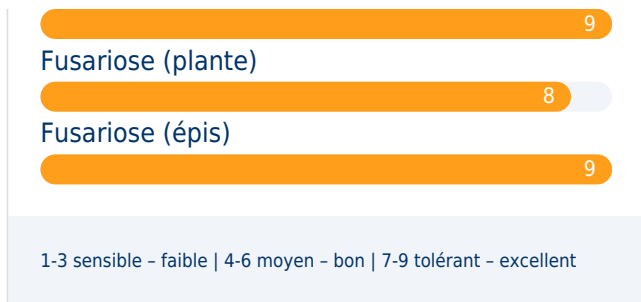 9
Fusariose (plante)
8
Fusariose (épis)
9
1-3 sensible – faible | 4-6 moyen – bon | 7-9 tolérant – excellent